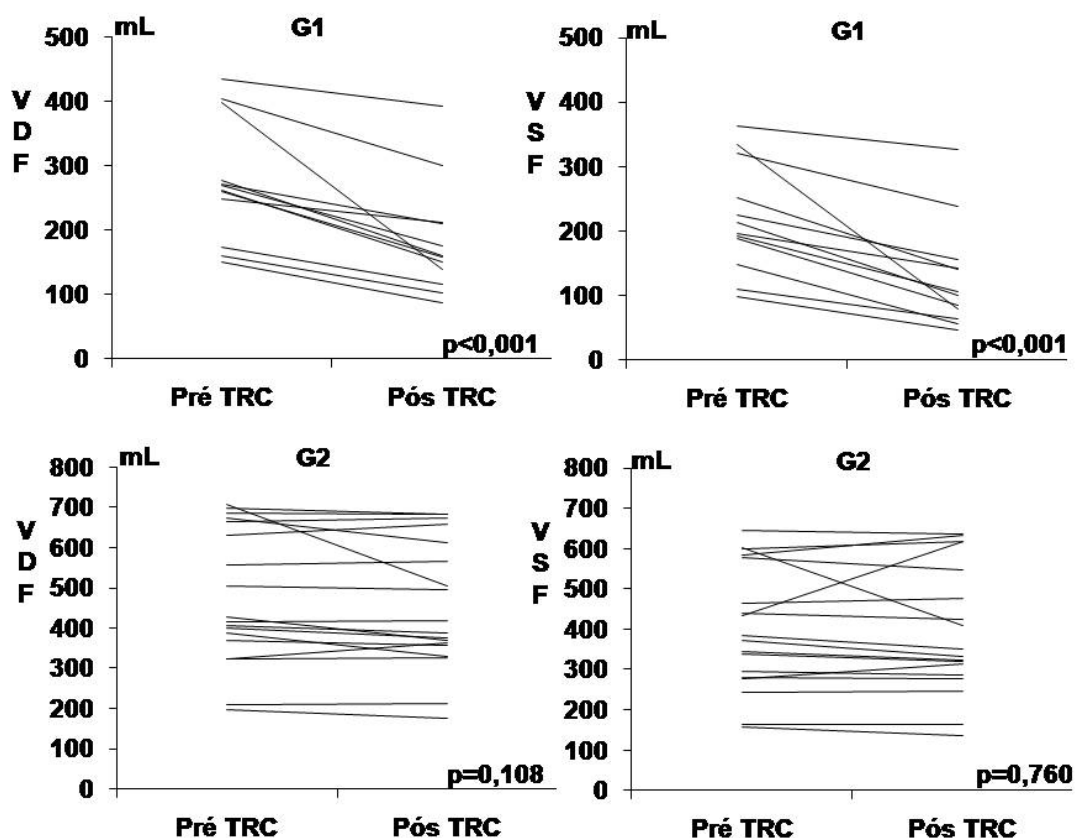 mL G1
500
400
300
200
100
0
V
D
F
p<0,001
Pré TRC Pós TRC
mL G1
500
400
300
200
100
0
V
S
F
p<0,001
Pré TRC Pós TRC
mL G2
800
700
600
500
400
300
200
100
0
V
D
F
p=0,108
Pré TRC Pós TRC
mL G2
800
700
600
500
400
300
200
100
0
V
S
F
p=0,760
Pré TRC Pós TRC